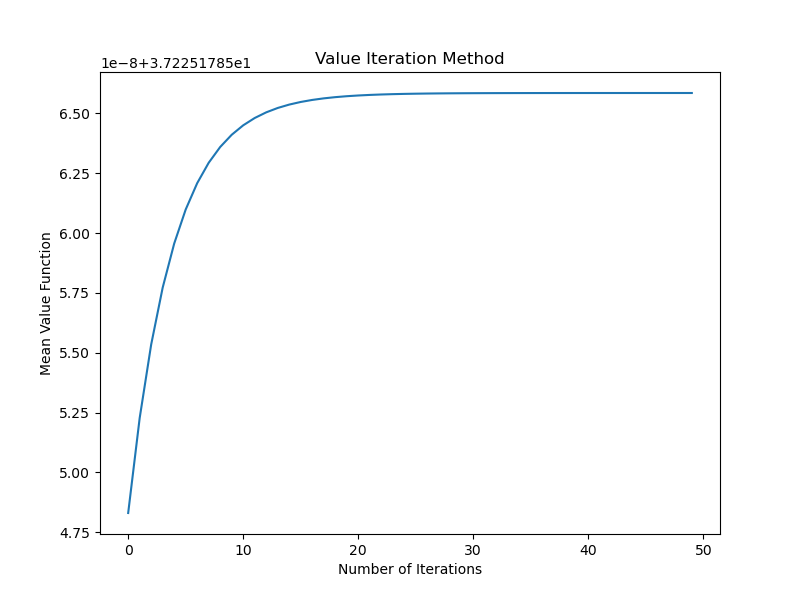 Value Iteration Method
1e−8+3.72251785e1
6.50
6.25
6.00
5.75
5.50
5.25
5.00
4.75
Mean Value Function
0 10 20 30 40 50
Number of Iterations